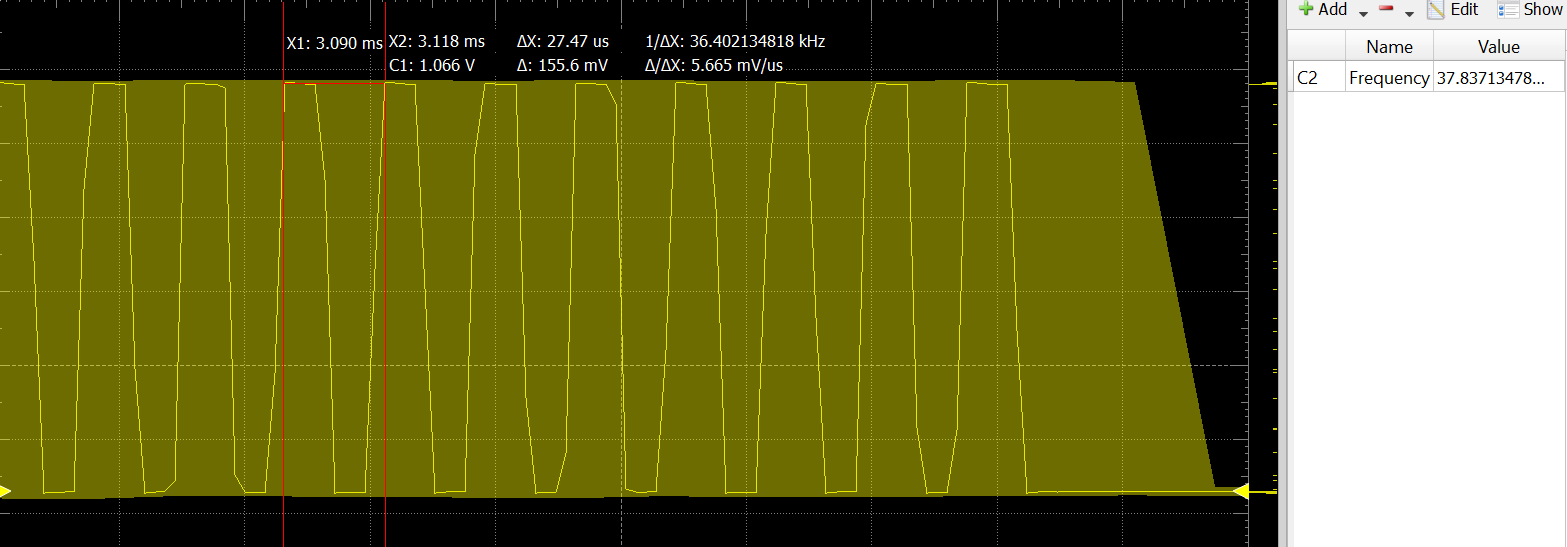 Add Edit Show
X1: 3.090 ms X2: 3.118 ms ΔX: 27.47 us 1/ΔX: 36.402134818 kHz
C1: 1.066 V Δ: 155.6 mV Δ/ΔX: 5.665 mV/us
Name Value
C2 Frequency 37.83713478...